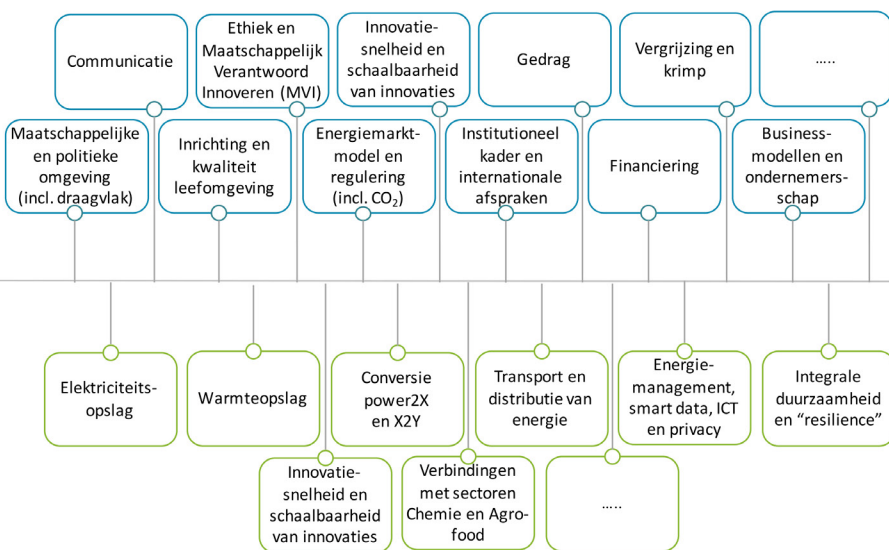 Communicatie
Ethiek en
Maatschappelijk
Verantwoord
Innoveren (MVI)
Innovatie-
snelheid en
schaalbaarheid
van innovaties
Gedrag
Vergrijzing en
krimp
.....
Maatschappelijke
en politieke
omgeving
(incl. draagvlak)
Inrichting en
kwaliteit
leefomgeving
Energiemarkt-
model en
regulering
(incl. CO₂)
Institutioneel
kader en
internationale
afspraken
Financiering
Business-
modellen en
ondernemers-
schap
Elektriciteits-
opslag
Warmteopslag
Conversie
power2X
en X2Y
Transport en
distributie van
energie
Energie-
management,
smart data, ICT
en privacy
Integrale
duurzaamheid
en “resilience”
Innovatie-
snelheid en
schaalbaarheid
van innovaties
Verbindingen
met sectoren
Chemie en Agro-
food
.....